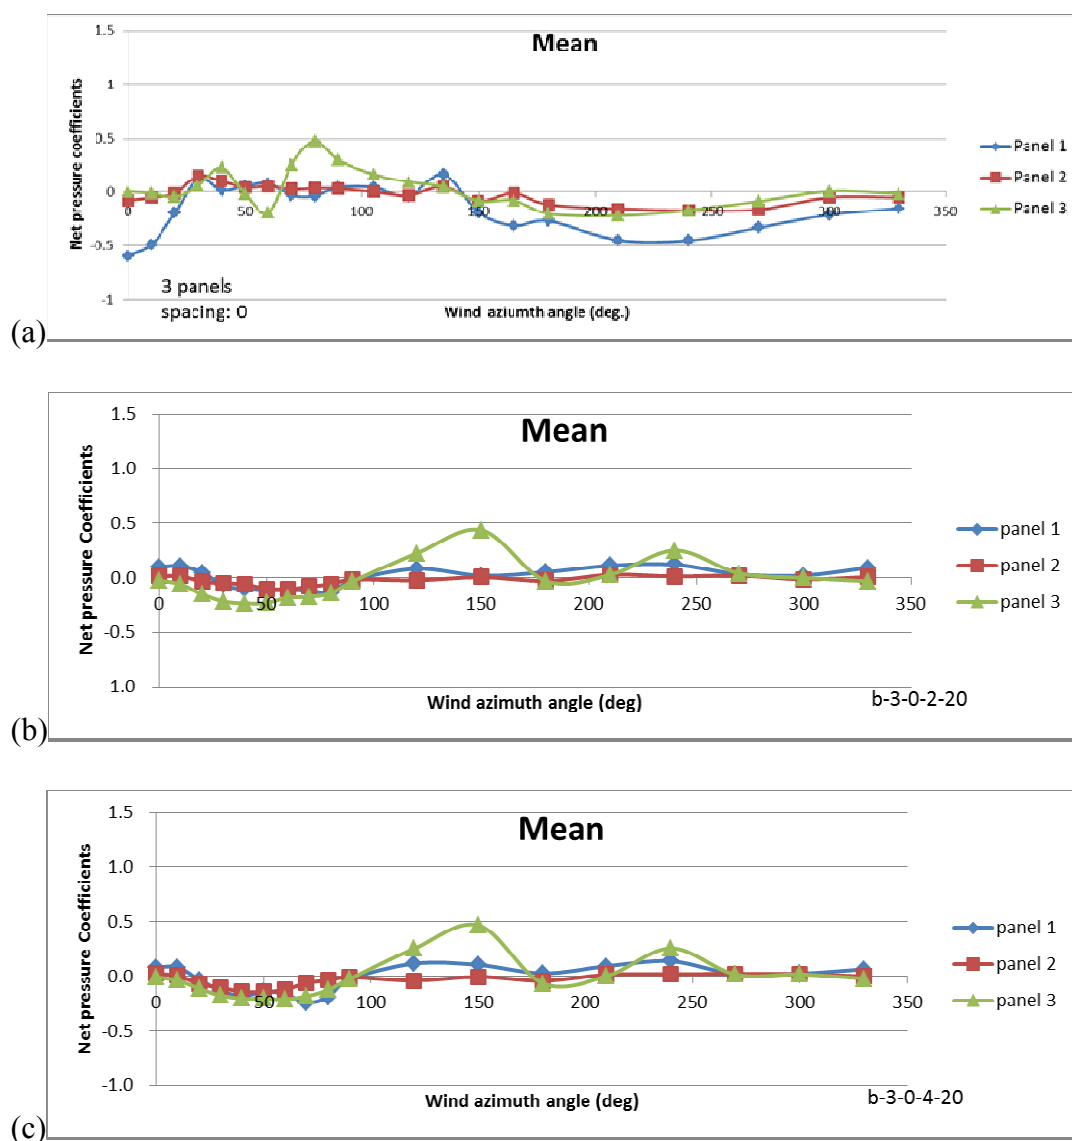 1.5
Mean
1
0.5
0
-0.5
-1
Net pressure coefficients
0 50 100 150 200 250 300 350
3 panels
spacing: 0
Wind aziumth angle (deg.)
Panel 1
Panel 2
Panel 3
(a)
1.5
Mean
1.0
0.5
0.0
-0.5
1.0
Net pressure Coefficients
0 50 100 150 200 250 300 350
Wind azimuth angle (deg)
b-3-0-2-20
panel 1
panel 2
panel 3
(b)
1.5
Mean
1.0
0.5
0.0
-0.5
-1.0
Net pressure Coefficients
0 50 100 150 200 250 300 350
Wind azimuth angle (deg)
b-3-0-4-20
panel 1
panel 2
panel 3
(c)